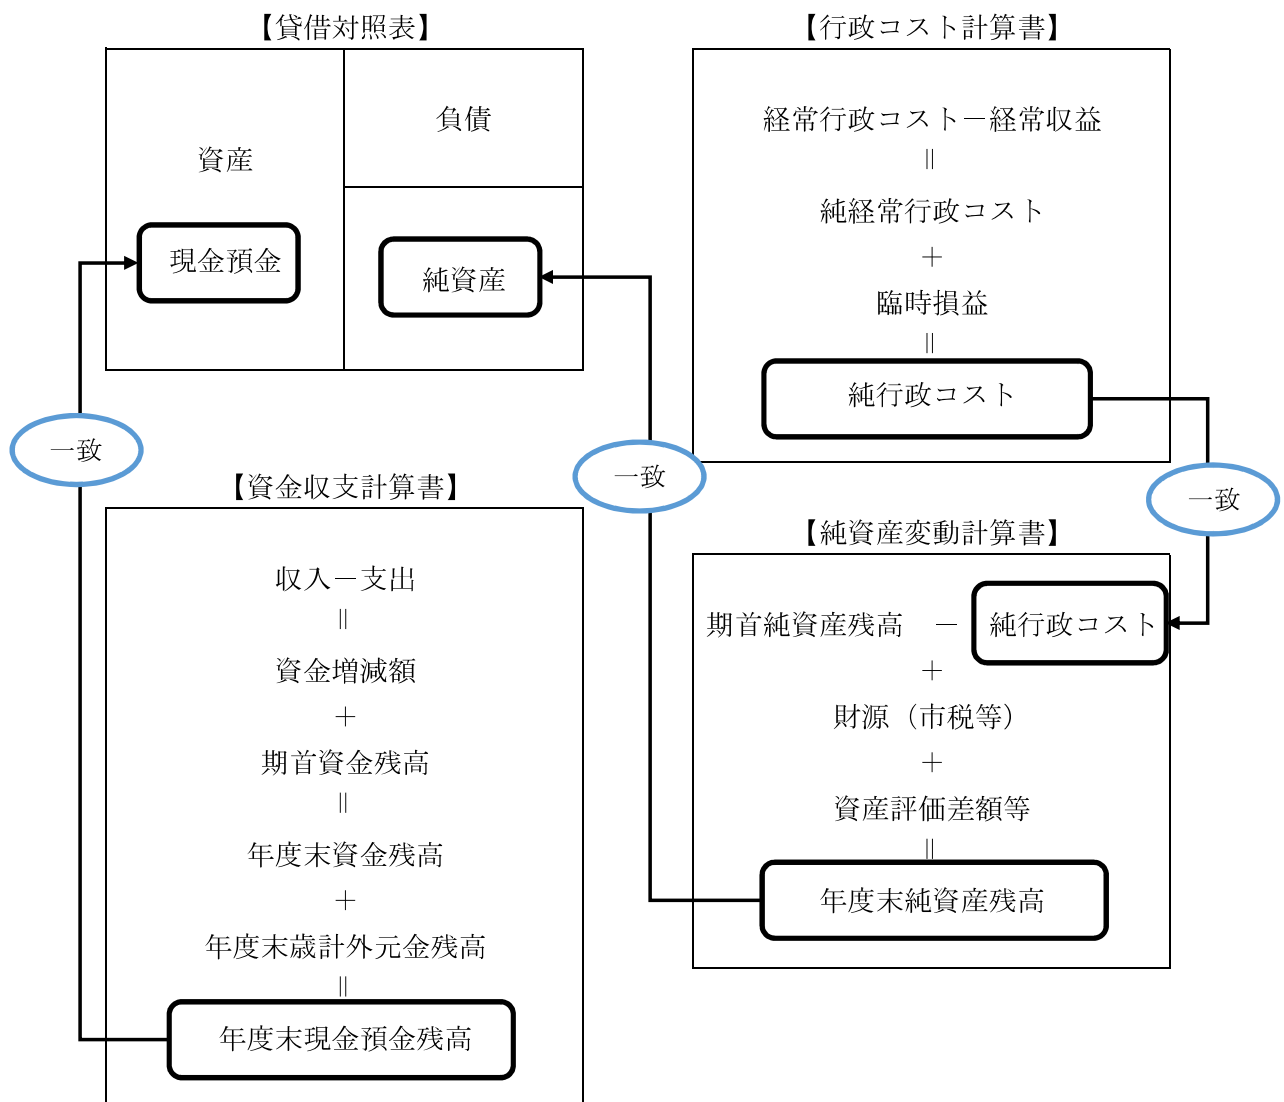 【貸借対照表】
資産
負債
現金預金
純資産
一致
【資金収支計算書】
収入－支出
＝
資金増減額
＋
期首資金残高
＝
年度末資金残高
＋
年度末歳計外元金残高
＝
年度末現金預金残高
一致
【行政コスト計算書】
経常行政コスト－経常収益
＝
純経常行政コスト
＋
臨時損益
＝
純行政コスト
一致
【純資産変動計算書】
期首純資産残高　－　純行政コスト
＋
財源（市税等）
＋
資産評価差額等
＝
年度末純資産残高